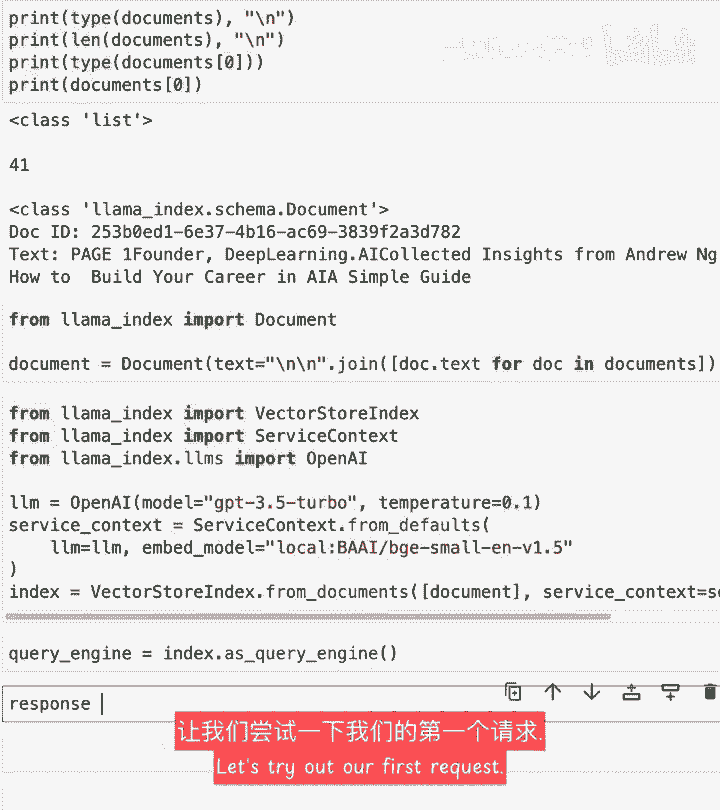 print(type(documents), "\n")
print(len(documents), "\n")
print(type(documents[0]))
print(documents[0])
<class 'list'>
41
<class 'llama_index.schema.Document'>
Doc ID: 253b0ed1-6e37-4b16-ac69-3839f2a3d782
Text: PAGE 1Founder, DeepLearning.AICollected Insights from Andrew Ng
How to  Build Your Career in AIA Simple Guide
from llama_index import Document
document = Document(text="\n\n".join([doc.text for doc in documents])
from llama_index import VectorStoreIndex
from llama_index import ServiceContext
from llama_index.llms import OpenAI
llm = OpenAI(model="gpt-3.5-turbo", temperature=0.1)
service_context = ServiceContext.from_defaults(
    llm=llm, embed_model="local:BAAI/bge-small-en-v1.5"
)
index = VectorStoreIndex.from_documents([document], service_context=se
query_engine = index.as_query_engine()
response
让我们尝试一下我们的第一个请求.
Let's try out our first request.